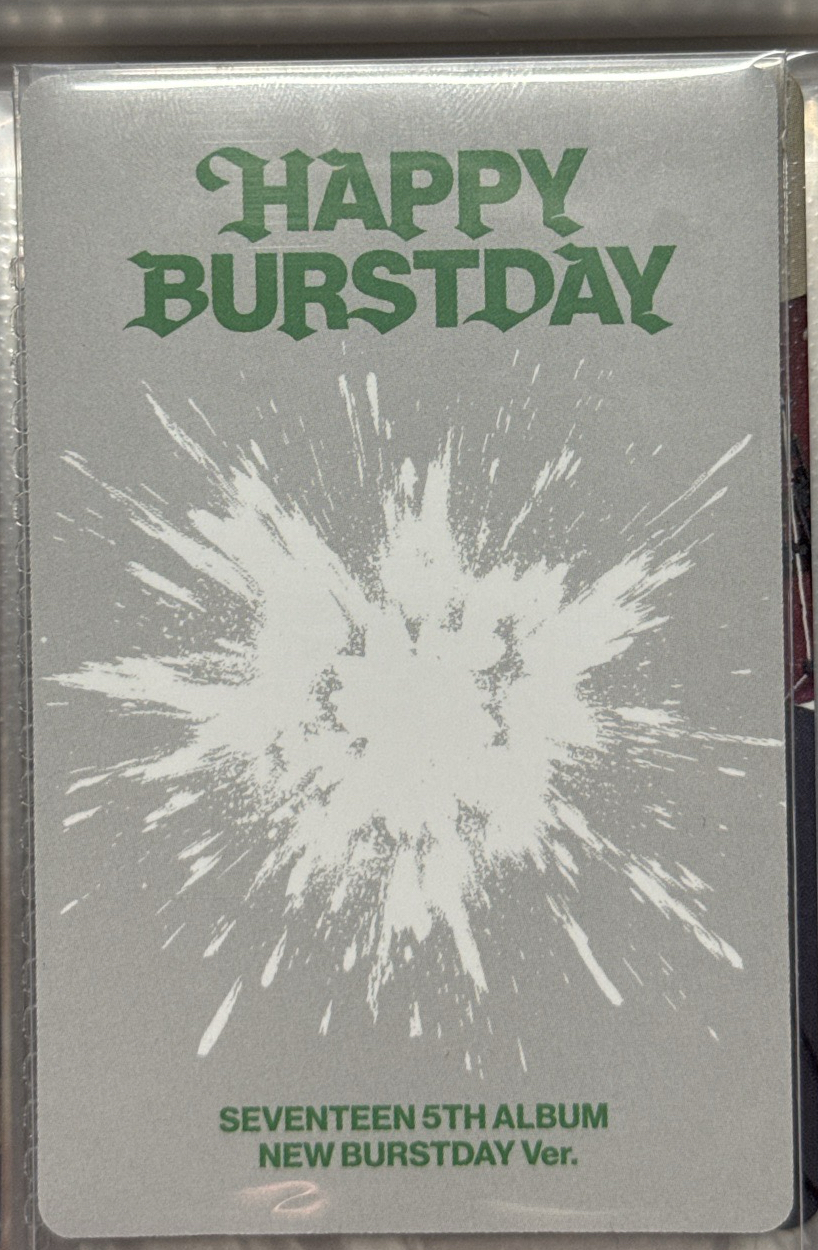 HAPPY
BURSTDAY
SEVENTEEN 5TH ALBUM
NEW BURSTDAY Ver.